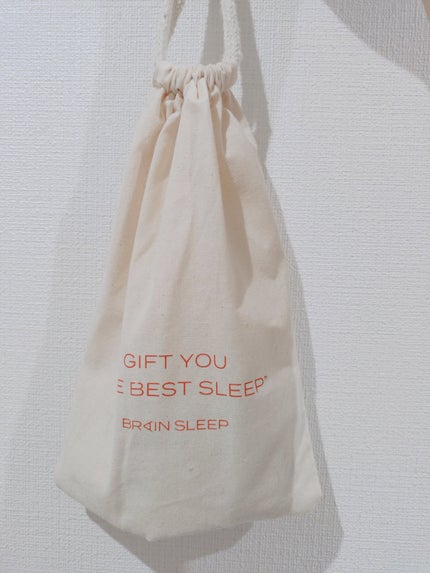 GIFT YOU
E BEST SLEEP"
BRAIN SLEEP